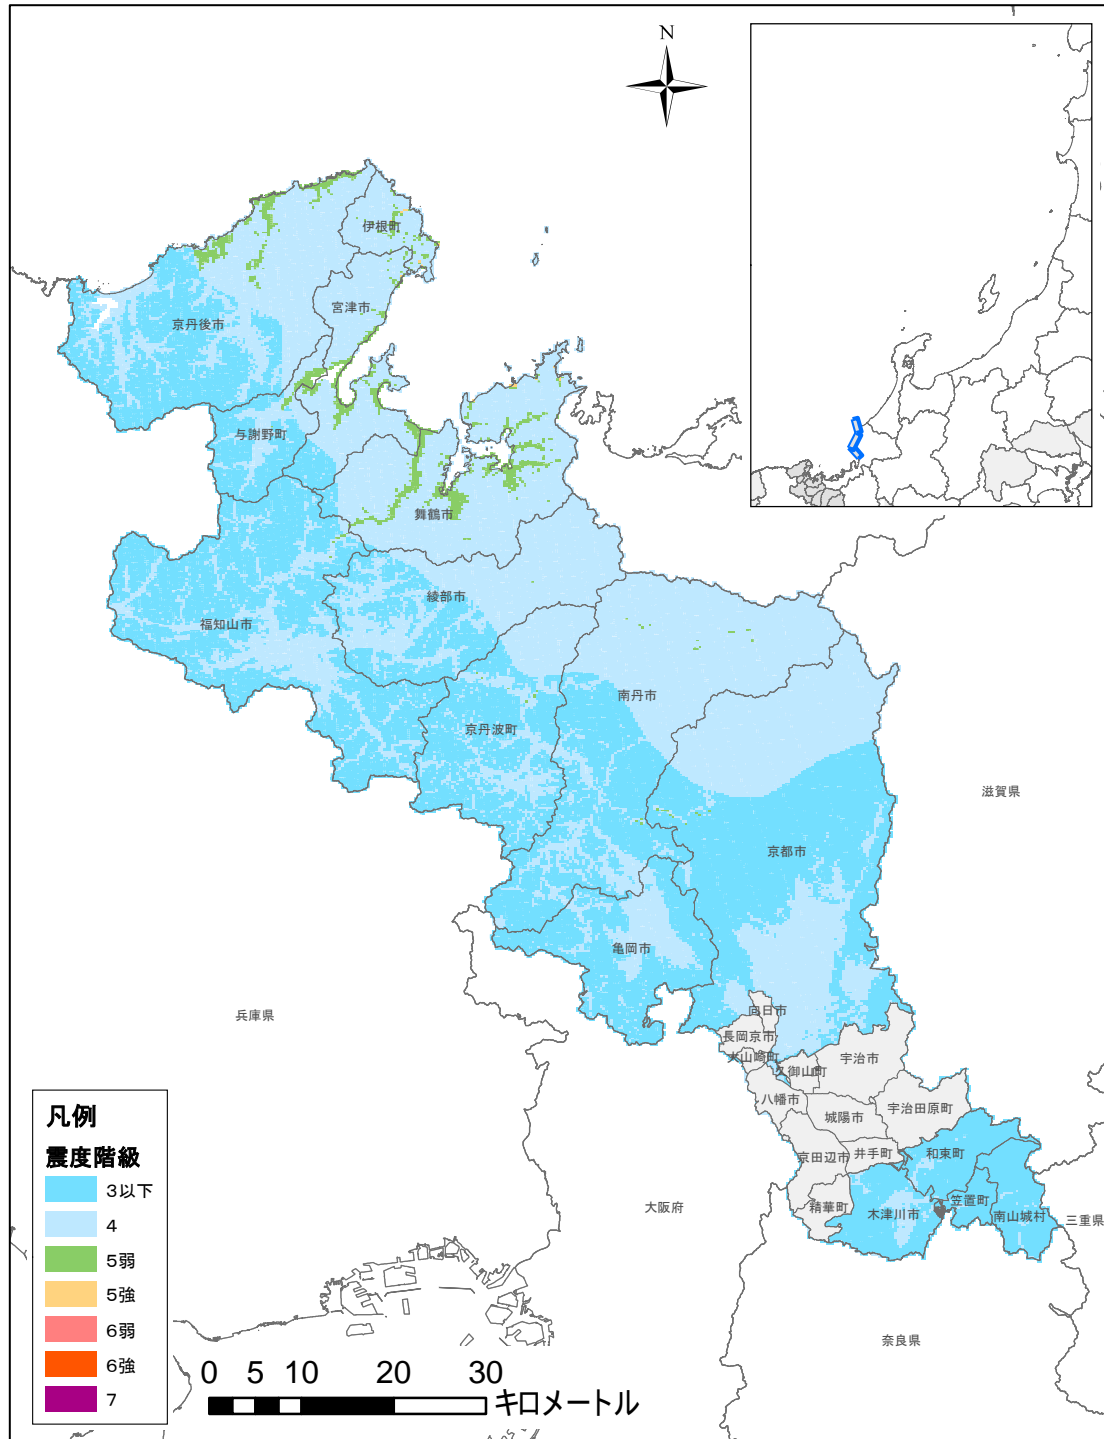 N
伊根町
宮津市
京丹後市
与謝野町
舞鶴市
綾部市
福知山市
南丹市
京丹波町
滋賀県
京都市
亀岡市
兵庫県
向日市
長岡京市
大山崎町
久御山町
宇治市
八幡市
宇治田原町
城陽市
京田辺市
井手町
和束町
精華町
笠置町
木津川市
南山城村
三重県
大阪府
奈良県
凡例
震度階級
3以下
4
5弱
5強
6弱
6強
7
0 5 10 20 30
キロメートル